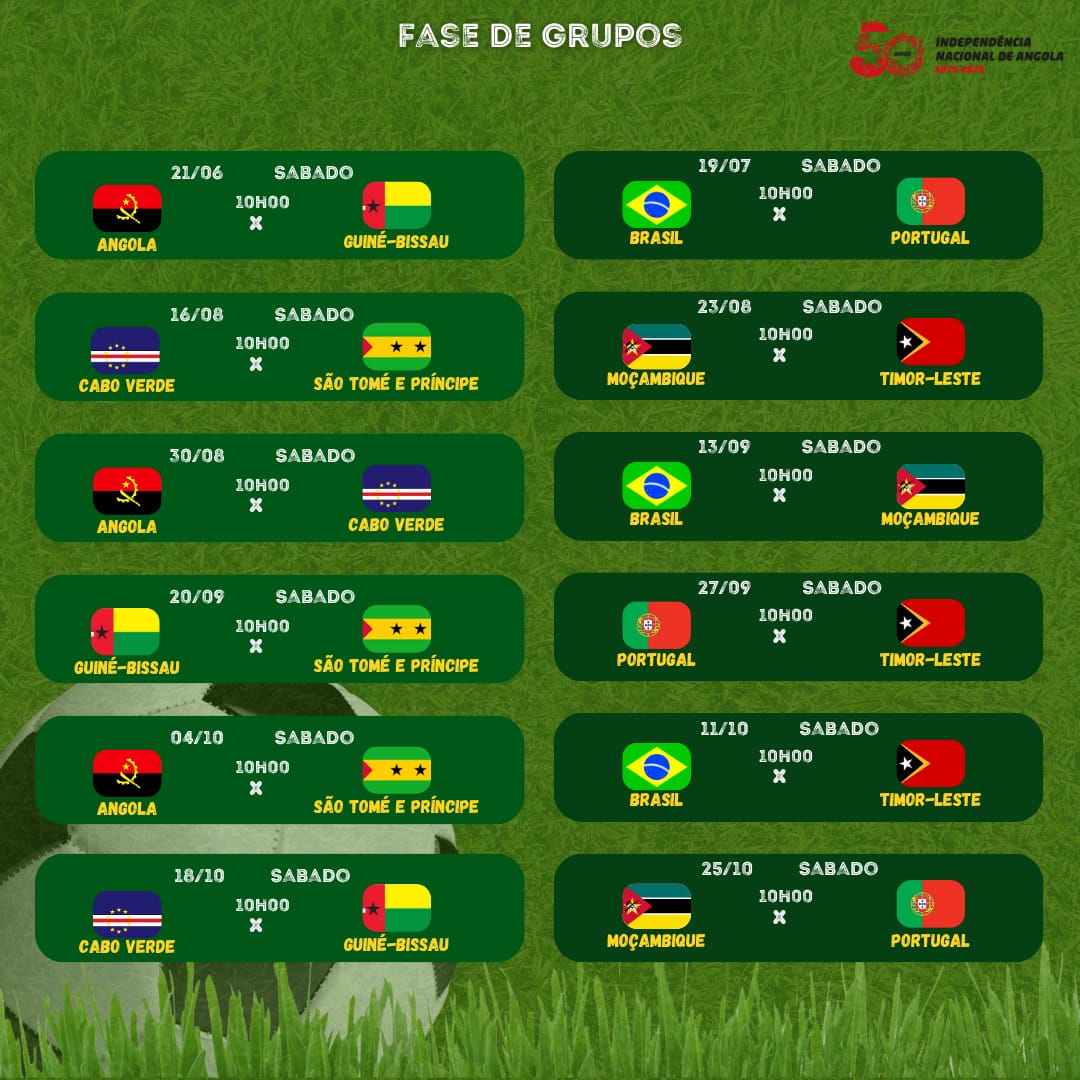 FASE DE GRUPOS
50 ANOS
INDEPENDÊNCIA
NACIONAL DE ANGOLA
1975-2025
21/06 SABADO
10H00
X
ANGOLA
GUINÉ-BISSAU
19/07 SABADO
10H00
X
BRASIL
PORTUGAL
16/08 SABADO
10H00
X
CABO VERDE
SÃO TOMÉ E PRÍNCIPE
23/08 SABADO
10H00
X
MOÇAMBIQUE
TIMOR-LESTE
30/08 SABADO
10H00
X
ANGOLA
CABO VERDE
13/09 SABADO
10H00
X
BRASIL
MOÇAMBIQUE
20/09 SABADO
10H00
X
GUINÉ-BISSAU
SÃO TOMÉ E PRÍNCIPE
27/09 SABADO
10H00
X
PORTUGAL
TIMOR-LESTE
04/10 SABADO
10H00
X
ANGOLA
SÃO TOMÉ E PRÍNCIPE
11/10 SABADO
10H00
X
BRASIL
TIMOR-LESTE
18/10 SABADO
10H00
X
CABO VERDE
GUINÉ-BISSAU
25/10 SABADO
10H00
X
MOÇAMBIQUE
PORTUGAL